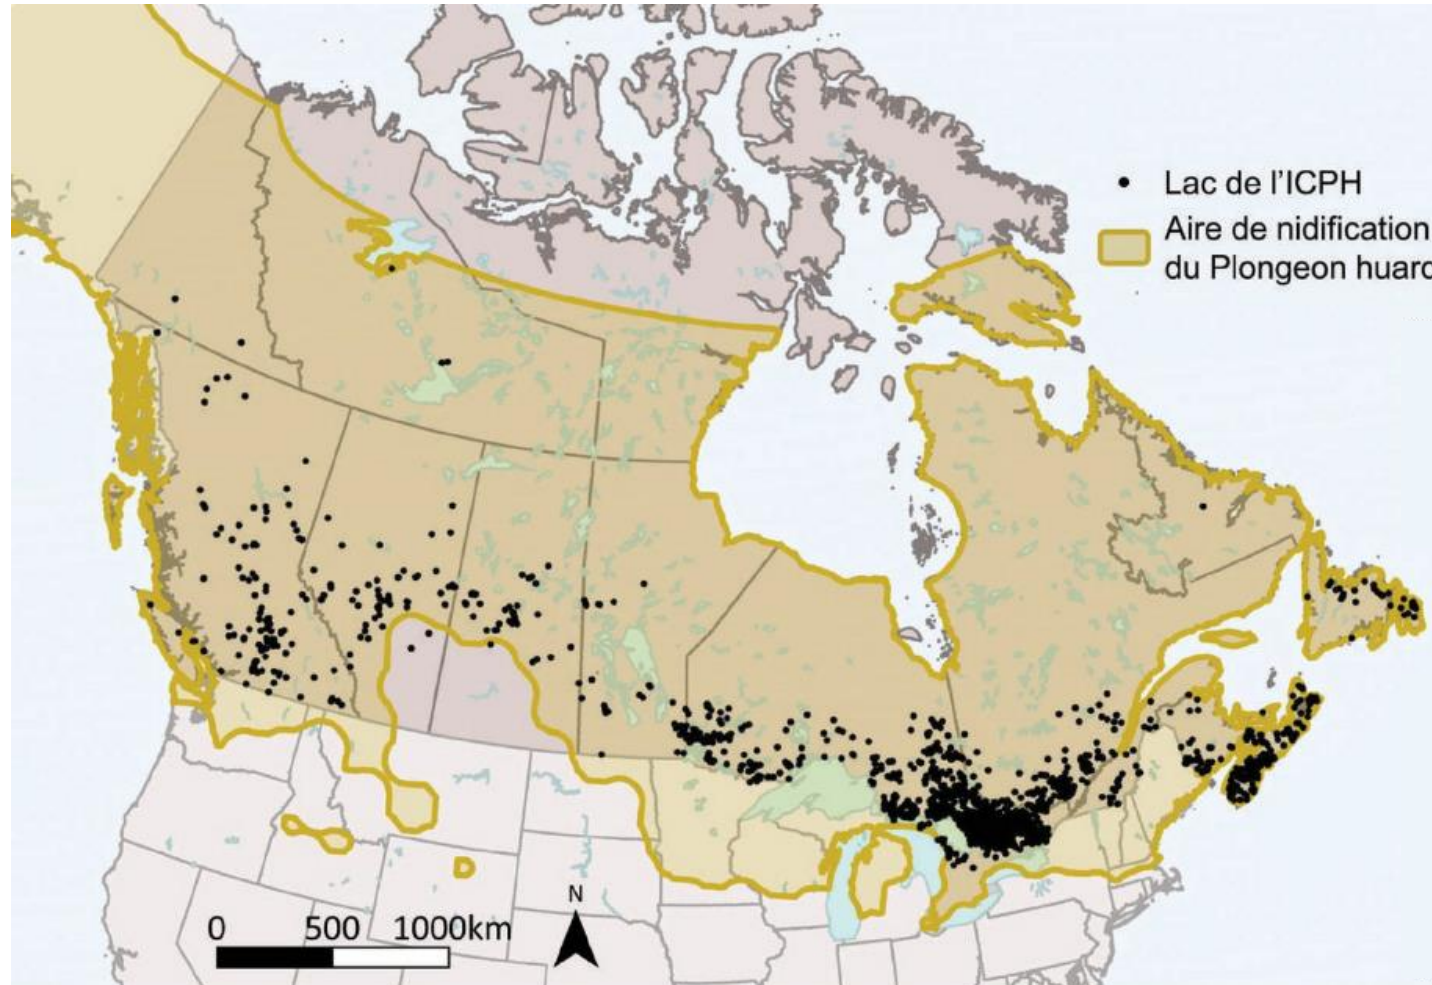 Lac de l'ICPH
Aire de nidification
du Plongeon huard
N
0 500 1000km